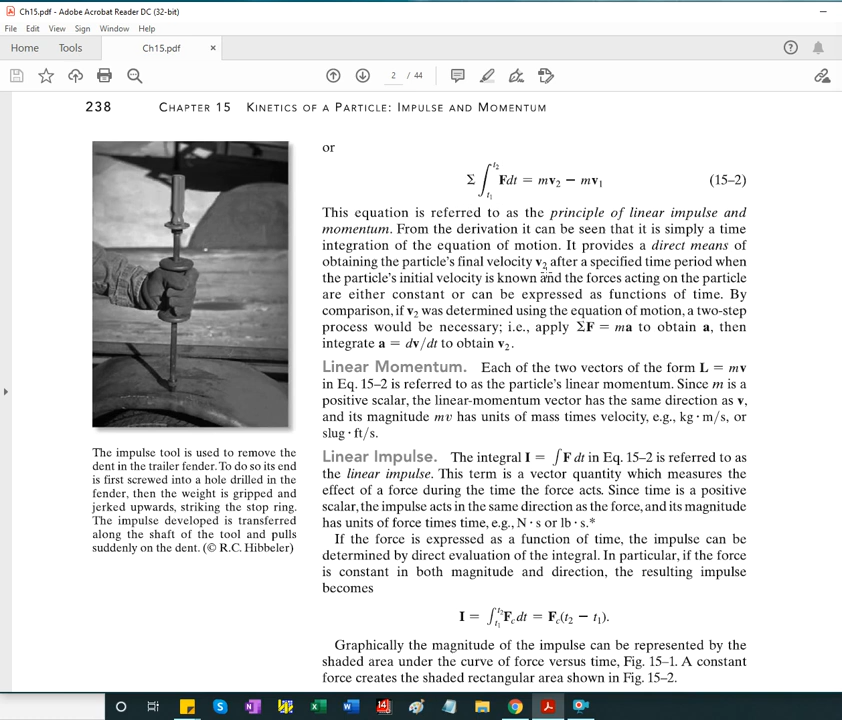 Ch15.pdf - Adobe Acrobat Reader DC (32-bit)
File Edit View Sign Window Help
Home Tools Ch15.pdf ×
2 / 44
238 CHAPTER 15 KINETICS OF A PARTICLE: IMPULSE AND MOMENTUM
or
Σ ∫ t₁ t₂ Fdt = mv₂ − mv₁ (15–2)
This equation is referred to as the principle of linear impulse and
momentum. From the derivation it can be seen that it is simply a time
integration of the equation of motion. It provides a direct means of
obtaining the particle's final velocity v₂ after a specified time period when
the particle's initial velocity is known and the forces acting on the particle
are either constant or can be expressed as functions of time. By
comparison, if v₂ was determined using the equation of motion, a two-step
process would be necessary; i.e., apply ΣF = ma to obtain a, then
integrate a = dv/dt to obtain v₂.
Linear Momentum. Each of the two vectors of the form L = mv
in Eq. 15–2 is referred to as the particle's linear momentum. Since m is a
positive scalar, the linear-momentum vector has the same direction as v,
and its magnitude mv has units of mass times velocity, e.g., kg · m/s, or
slug · ft/s.
Linear Impulse. The integral I = ∫F dt in Eq. 15–2 is referred to as
the linear impulse. This term is a vector quantity which measures the
effect of a force during the time the force acts. Since time is a positive
scalar, the impulse acts in the same direction as the force, and its magnitude
has units of force times time, e.g., N · s or lb · s.*
If the force is expressed as a function of time, the impulse can be
determined by direct evaluation of the integral. In particular, if the force
is constant in both magnitude and direction, the resulting impulse
becomes
I = ∫ t₁ t₂ F_c dt = F_c(t₂ − t₁).
Graphically the magnitude of the impulse can be represented by the
shaded area under the curve of force versus time, Fig. 15–1. A constant
force creates the shaded rectangular area shown in Fig. 15–2.
The impulse tool is used to remove the
dent in the trailer fender. To do so its end
is first screwed into a hole drilled in the
fender, then the weight is gripped and
jerked upwards, striking the stop ring.
The impulse developed is transferred
along the shaft of the tool and pulls
suddenly on the dent. (© R.C. Hibbeler)
14